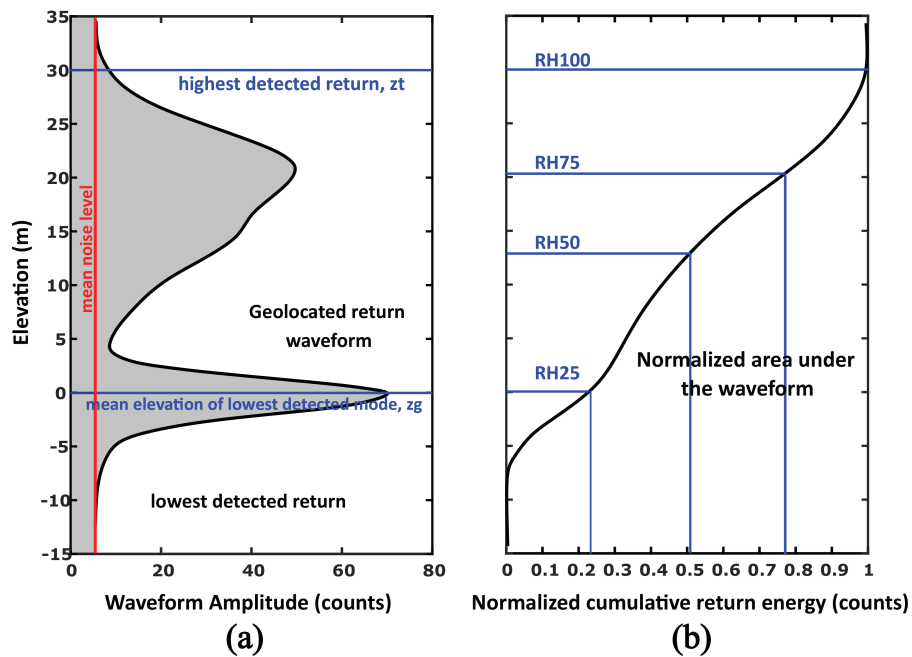 35
30
25
20
15
10
5
0
-5
-10
-15
Elevation (m)
highest detected return, zt
mean noise level
Geolocated return
waveform
mean elevation of lowest detected mode, zg
lowest detected return
0 20 40 60 80
Waveform Amplitude (counts)
(a)
RH100
RH75
RH50
RH25
Normalized area under
the waveform
0 0.1 0.2 0.3 0.4 0.5 0.6 0.7 0.8 0.9 1
Normalized cumulative return energy (counts)
(b)